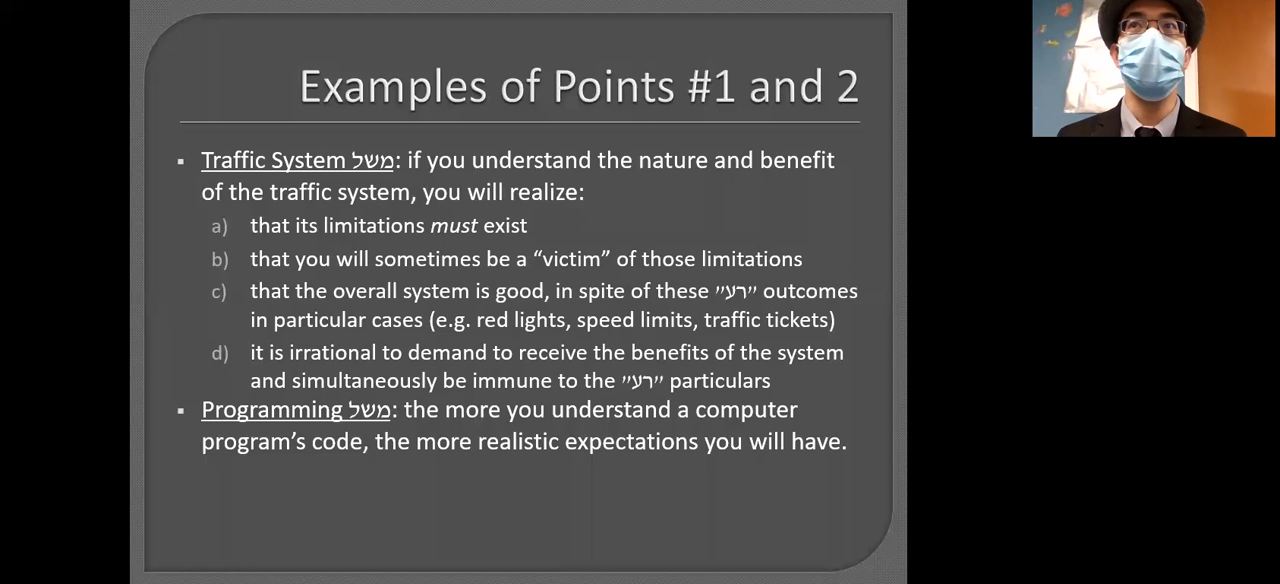 Examples of Points #1 and 2
▪ Traffic System משל: if you understand the nature and benefit
of the traffic system, you will realize:
a) that its limitations must exist
b) that you will sometimes be a “victim” of those limitations
c) that the overall system is good, in spite of these ״רע״ outcomes
in particular cases (e.g. red lights, speed limits, traffic tickets)
d) it is irrational to demand to receive the benefits of the system
and simultaneously be immune to the ״רע״ particulars
▪ Programming משל: the more you understand a computer
program’s code, the more realistic expectations you will have.